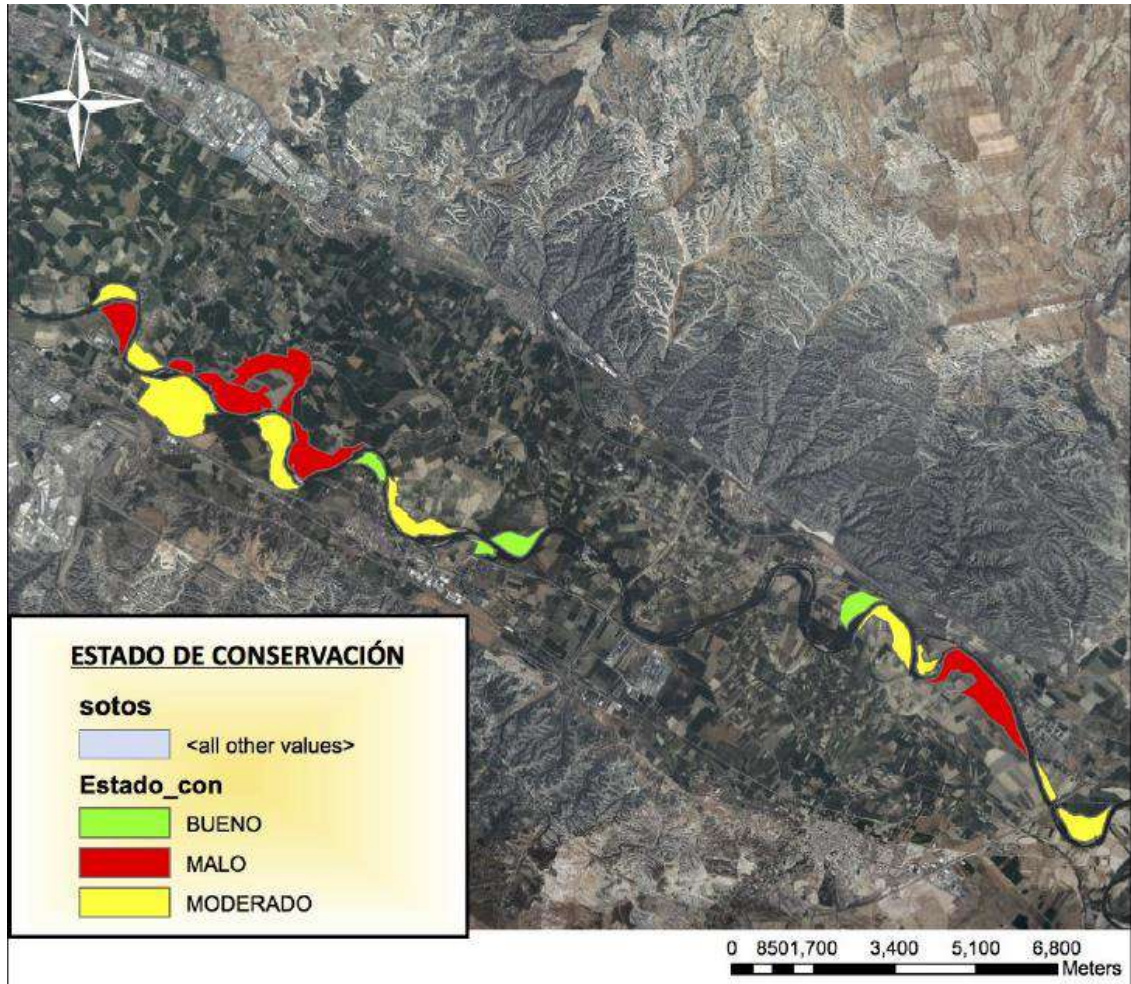 N
ESTADO DE CONSERVACIÓN
sotos
<all other values>
Estado_con
BUENO
MALO
MODERADO
0 8501,700 3,400 5,100 6,800
Meters